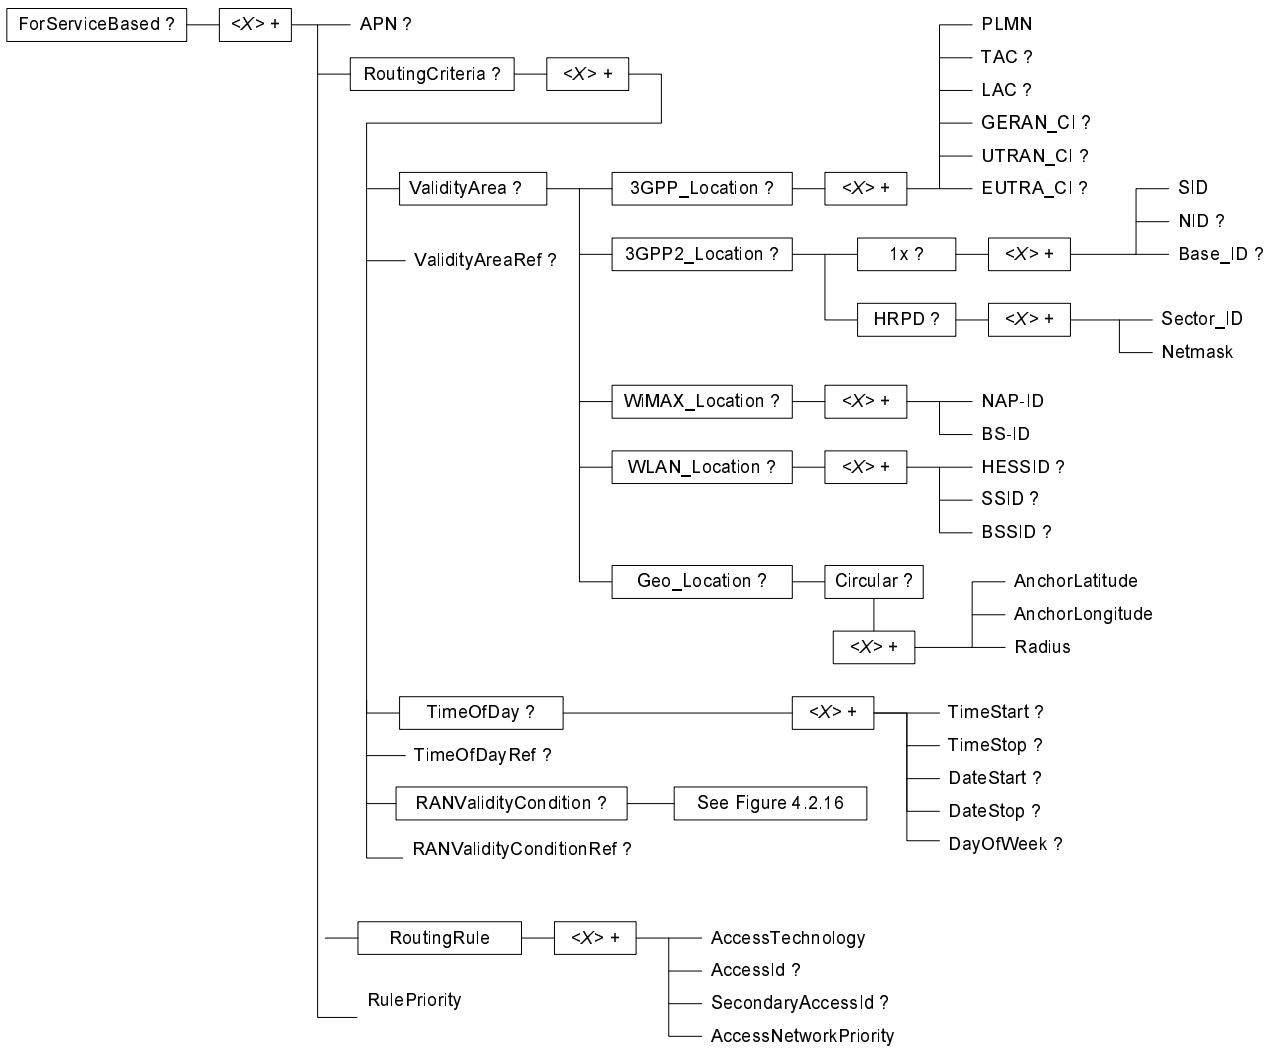 ForServiceBased ?
<X> +
APN ?
RoutingCriteria ?
<X> +
ValidityArea ?
3GPP_Location ?
<X> +
PLMN
TAC ?
LAC ?
GERAN_CI ?
UTRAN_CI ?
EUTRA_CI ?
ValidityAreaRef ?
3GPP2_Location ?
1x ?
<X> +
SID
NID ?
Base_ID ?
HRPD ?
<X> +
Sector_ID
Netmask
WiMAX_Location ?
<X> +
NAP-ID
BS-ID
WLAN_Location ?
<X> +
HESSID ?
SSID ?
BSSID ?
Geo_Location ?
Circular ?
<X> +
AnchorLatitude
AnchorLongitude
Radius
TimeOfDay ?
<X> +
TimeStart ?
TimeStop ?
DateStart ?
DateStop ?
DayOfWeek ?
TimeOfDayRef ?
RANValidityCondition ?
See Figure 4.2.16
RANValidityConditionRef ?
RoutingRule
<X> +
AccessTechnology
AccessId ?
SecondaryAccessId ?
AccessNetworkPriority
RulePriority